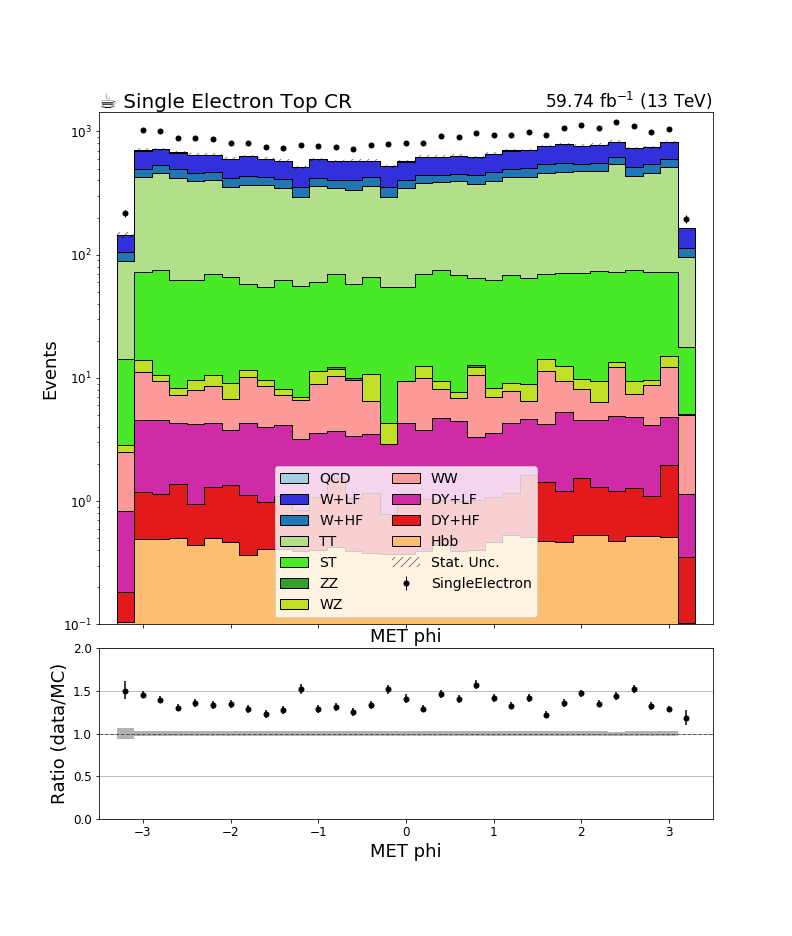 ☕ Single Electron Top CR 59.74 fb⁻¹ (13 TeV)
Events
10³
10²
10¹
10⁰
10⁻¹
QCD WW
W+LF DY+LF
W+HF DY+HF
TT Hbb
ST Stat. Unc.
ZZ SingleElectron
WZ
MET phi
Ratio (data/MC)
2.0
1.5
1.0
0.5
0.0
−3 −2 −1 0 1 2 3
MET phi